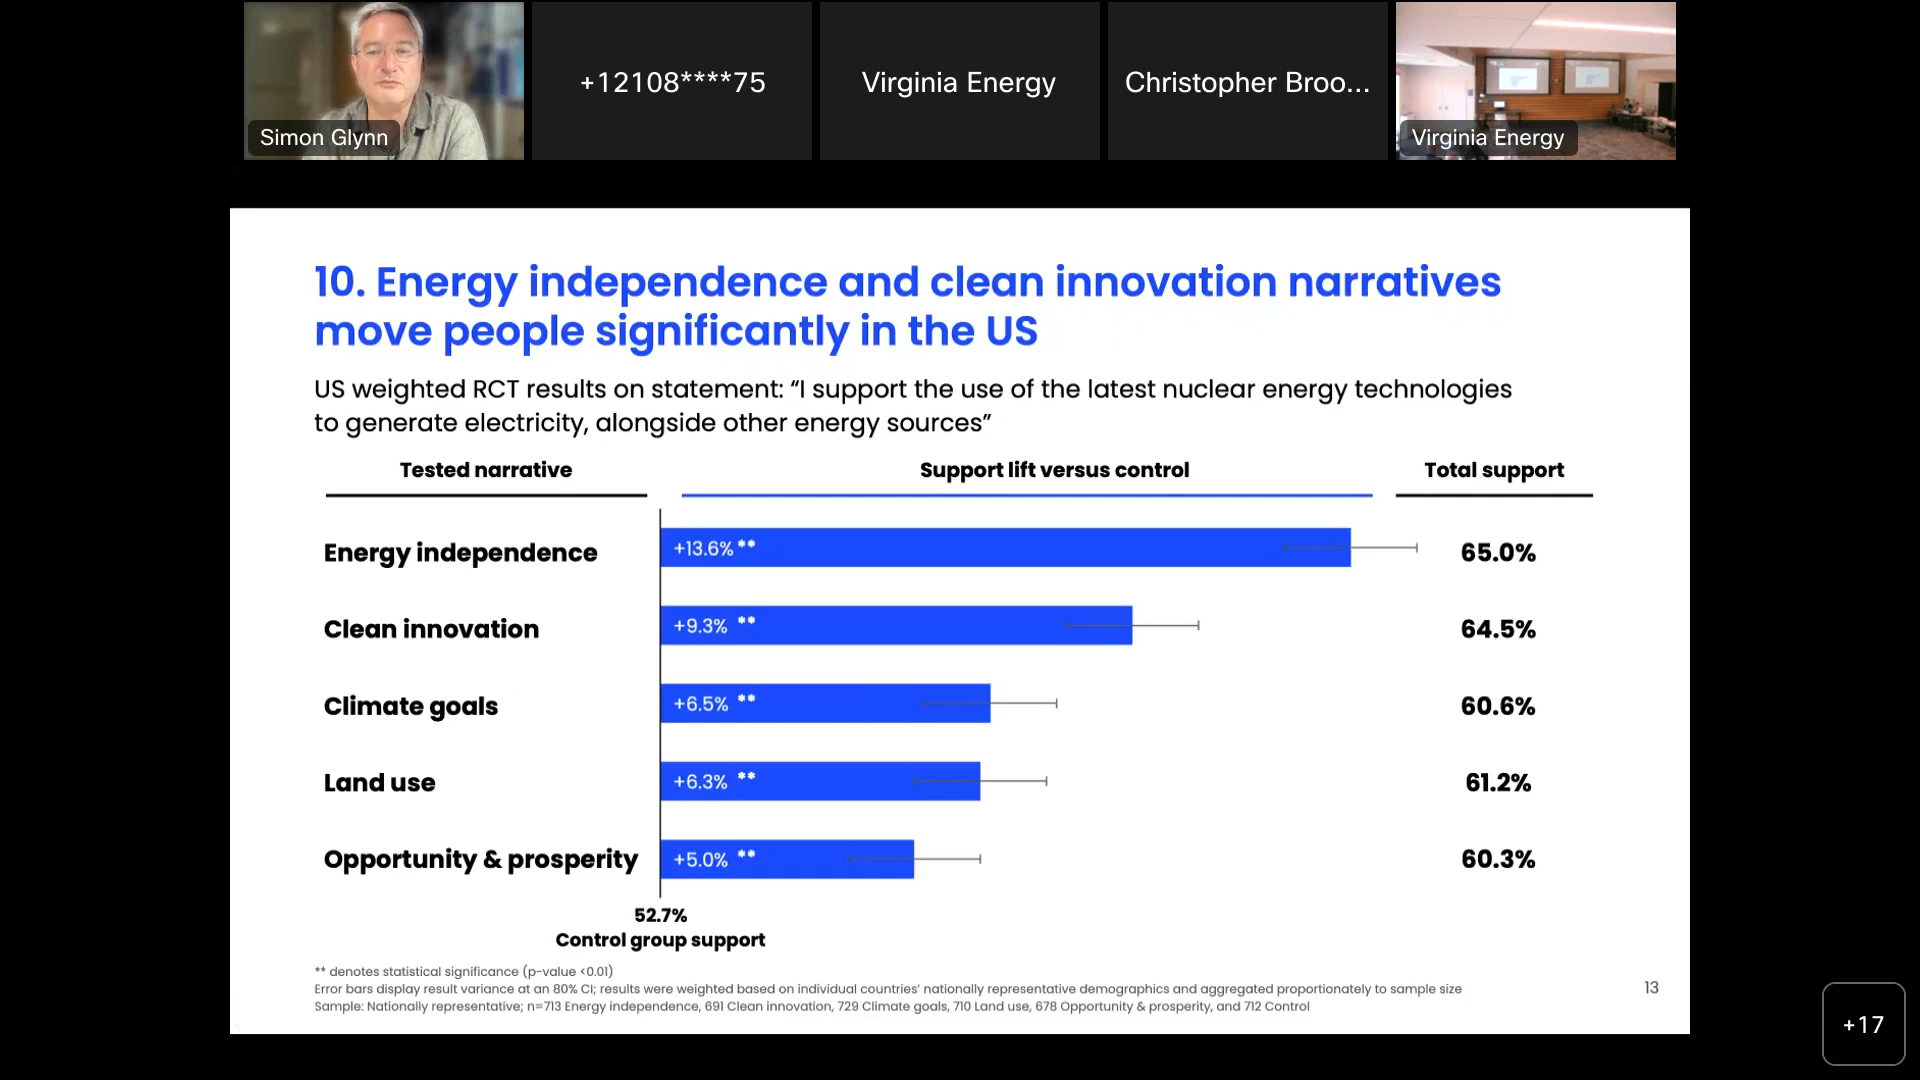 Simon Glynn
+12108****75
Virginia Energy
Christopher Broo...
Virginia Energy
10. Energy independence and clean innovation narratives
move people significantly in the US
US weighted RCT results on statement: “I support the use of the latest nuclear energy technologies
to generate electricity, alongside other energy sources”
Tested narrative
Support lift versus control
Total support
Energy independence
+13.6% **
65.0%
Clean innovation
+9.3% **
64.5%
Climate goals
+6.5% **
60.6%
Land use
+6.3% **
61.2%
Opportunity & prosperity
+5.0% **
60.3%
52.7%
Control group support
** denotes statistical significance (p-value <0.01)
Error bars display result variance at an 80% CI; results were weighted based on individual countries’ nationally representative demographics and aggregated proportionately to sample size
Sample: Nationally representative; n=713 Energy independence, 691 Clean innovation, 729 Climate goals, 710 Land use, 678 Opportunity & prosperity, and 712 Control
13
+17